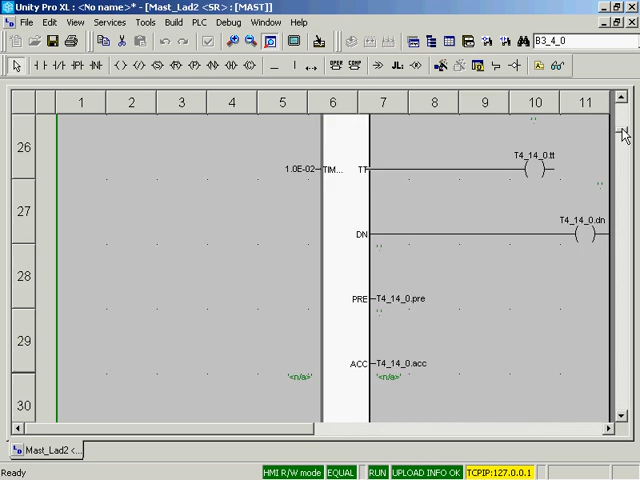 Unity Pro XL : <No name>* - [Mast_Lad2 <SR> : [MAST]]
File Edit View Services Tools Build PLC Debug Window Help
B3_4_0
1 2 3 4 5 6 7 8 9 10 11
26
T4_14_0.tt
1.0E-02 TIM... TT
27
T4_14_0.dn
DN
28
PRE T4_14_0.pre
29
ACC T4_14_0.acc
'<n/a>' '<n/a>'
30
Mast_Lad2 <...
Ready HMI R/W mode EQUAL RUN UPLOAD INFO OK TCPIP:127.0.0.1